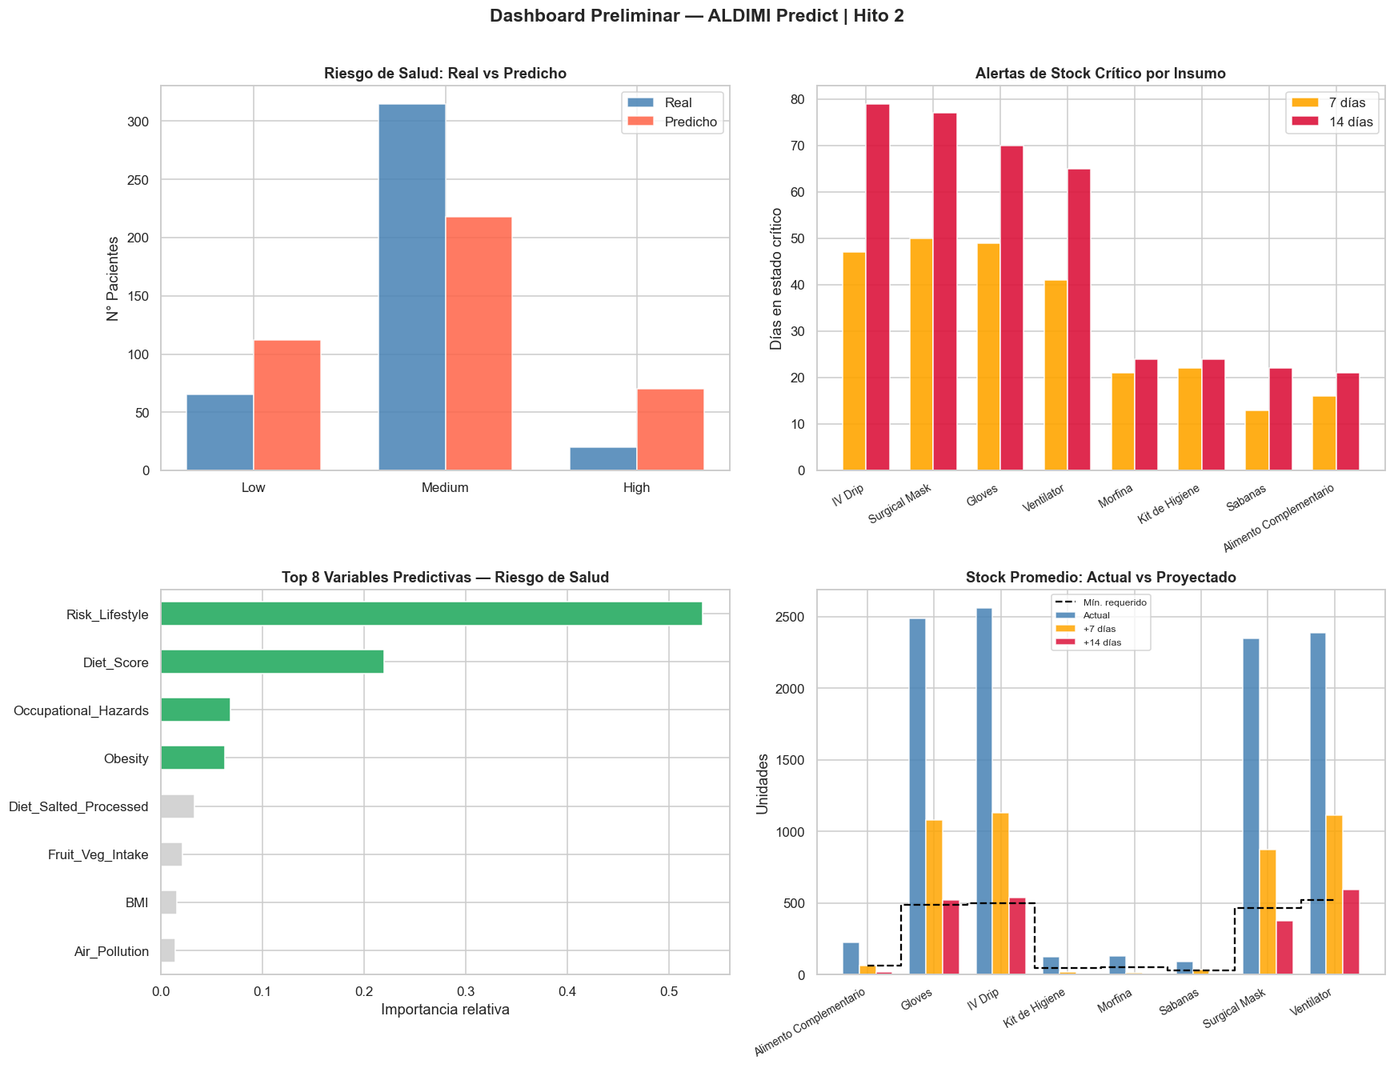 Dashboard Preliminar — ALDIMI Predict | Hito 2
Riesgo de Salud: Real vs Predicho
Real
Predicho
N° Pacientes
300
250
200
150
100
50
0
Low
Medium
High
Alertas de Stock Crítico por Insumo
7 días
14 días
Días en estado crítico
80
70
60
50
40
30
20
10
0
IV Drip
Surgical Mask
Gloves
Ventilator
Morfina
Kit de Higiene
Sabanas
Alimento Complementario
Top 8 Variables Predictivas — Riesgo de Salud
Risk_Lifestyle
Diet_Score
Occupational_Hazards
Obesity
Diet_Salted_Processed
Fruit_Veg_Intake
BMI
Air_Pollution
0.0
0.1
0.2
0.3
0.4
0.5
Importancia relativa
Stock Promedio: Actual vs Proyectado
Mín. requerido
Actual
+7 días
+14 días
Unidades
2500
2000
1500
1000
500
0
Alimento Complementario
Gloves
IV Drip
Kit de Higiene
Morfina
Sabanas
Surgical Mask
Ventilator